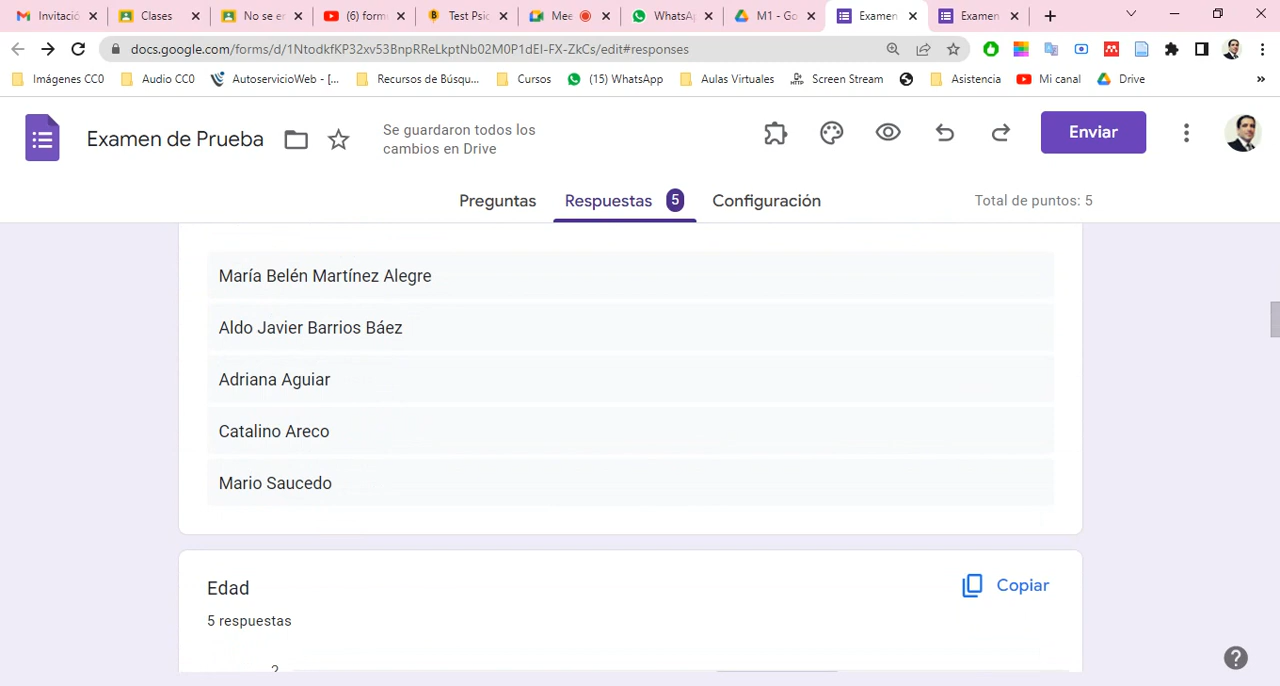 Invitació
Clases
No se en
(6) form
Test Psic
Mee
WhatsA
M1 - Go
Examen
Examen
docs.google.com/forms/d/1NtodkfKP32xv53BnpRReLkptNb02M0P1dEI-FX-ZkCs/edit#responses
Imágenes CC0
Audio CC0
AutoservicioWeb - [...
Recursos de Búsqu...
Cursos
(15) WhatsApp
Aulas Virtuales
HTTP
Screen Stream
Asistencia
Mi canal
Drive
»
Examen de Prueba
Se guardaron todos los
cambios en Drive
Enviar
Preguntas
Respuestas 5
Configuración
Total de puntos: 5
María Belén Martínez Alegre
Aldo Javier Barrios Báez
Adriana Aguiar
Catalino Areco
Mario Saucedo
Edad
Copiar
5 respuestas
2